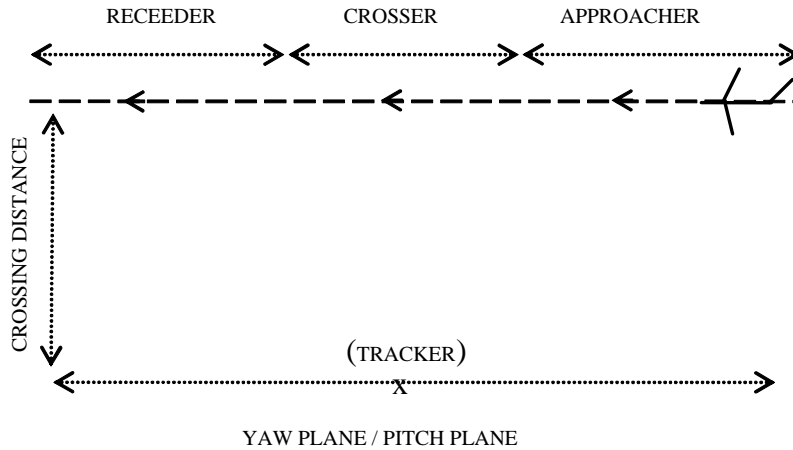 RECEEDER CROSSER APPROACHER
CROSSING DISTANCE
(TRACKER)
x
YAW PLANE / PITCH PLANE